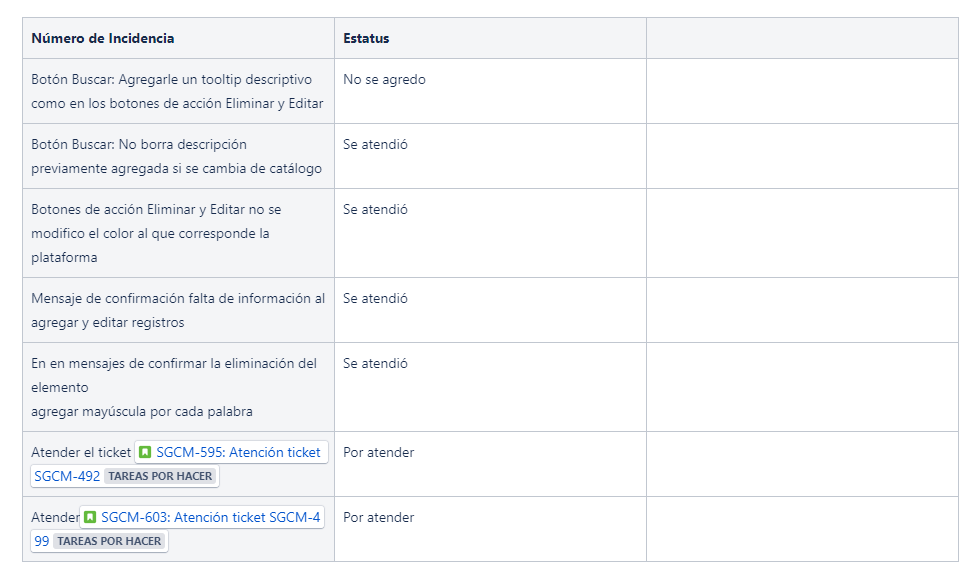 Número de Incidencia
Estatus
Botón Buscar: Agregarle un tooltip descriptivo
como en los botones de acción Eliminar y Editar
No se agredo
Botón Buscar: No borra descripción
previamente agregada si se cambia de catálogo
Se atendió
Botones de acción Eliminar y Editar no se
modifico el color al que corresponde la
plataforma
Se atendió
Mensaje de confirmación falta de información al
agregar y editar registros
Se atendió
En en mensajes de confirmar la eliminación del
elemento
agregar mayúscula por cada palabra
Se atendió
Atender el ticket SGCM-595: Atención ticket
SGCM-492 TAREAS POR HACER
Por atender
Atender SGCM-603: Atención ticket SGCM-4
99 TAREAS POR HACER
Por atender